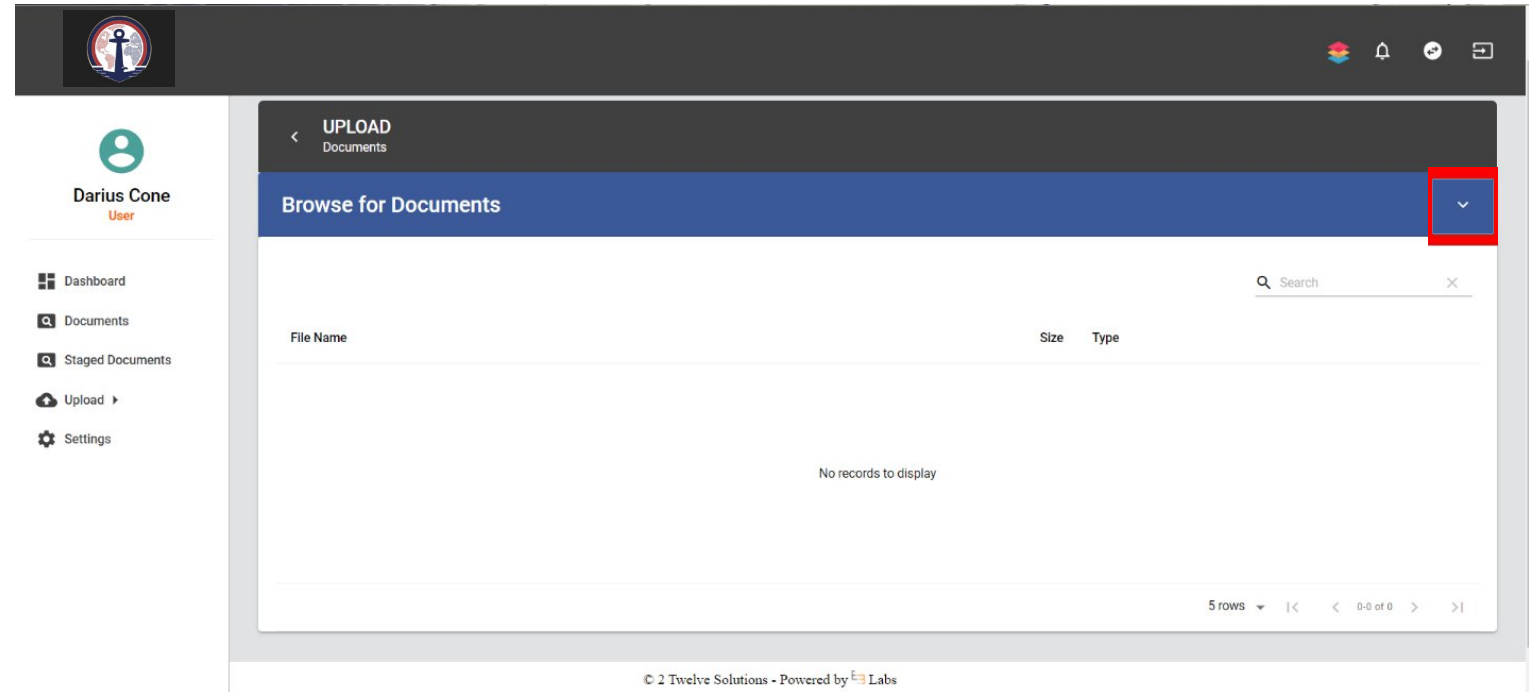 UPLOAD
Documents
Darius Cone
User
Browse for Documents
Dashboard
Documents
Staged Documents
Upload
Settings
Search
File Name Size Type
No records to display
5 rows 0-0 of 0
© 2 Twelve Solutions - Powered by E3 Labs